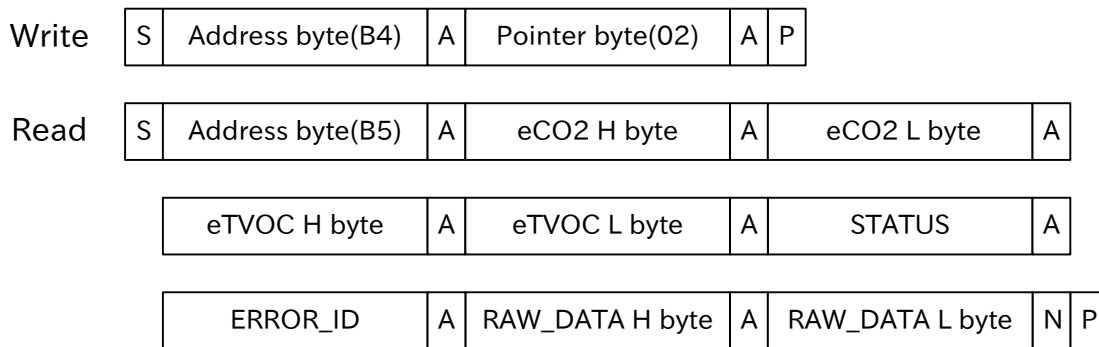 Write S Address byte(B4) A Pointer byte(02) A P
Read S Address byte(B5) A eCO2 H byte A eCO2 L byte A
eTVOC H byte A eTVOC L byte A STATUS A
ERROR_ID A RAW_DATA H byte A RAW_DATA L byte N P